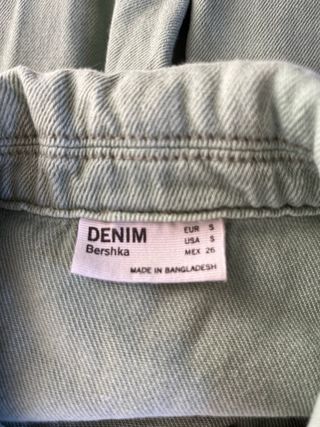 DENIM
Bershka
EUR S
USA S
MEX 26
MADE IN BANGLADESH